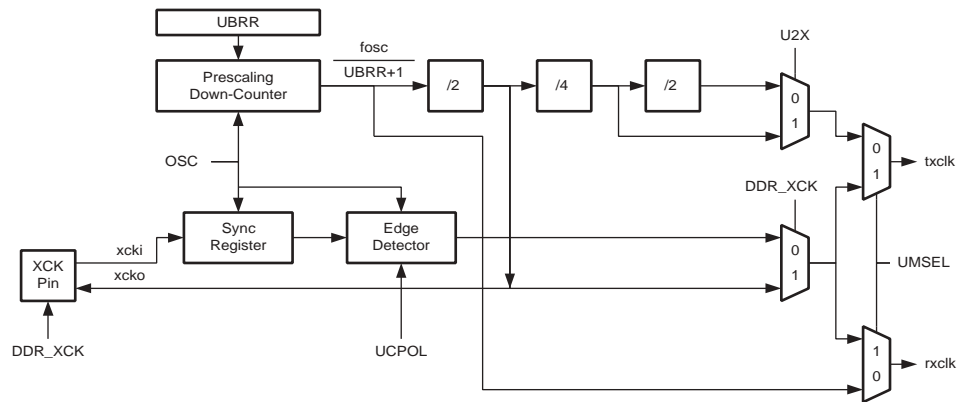 UBRR
fosc
U2X
Prescaling
Down-Counter
UBRR+1
/2
/4
/2
0
1
OSC
0
1
txclk
DDR_XCK
Sync
Register
Edge
Detector
xcki
0
1
XCK
Pin
xcko
UMSEL
DDR_XCK
UCPOL
1
0
rxclk